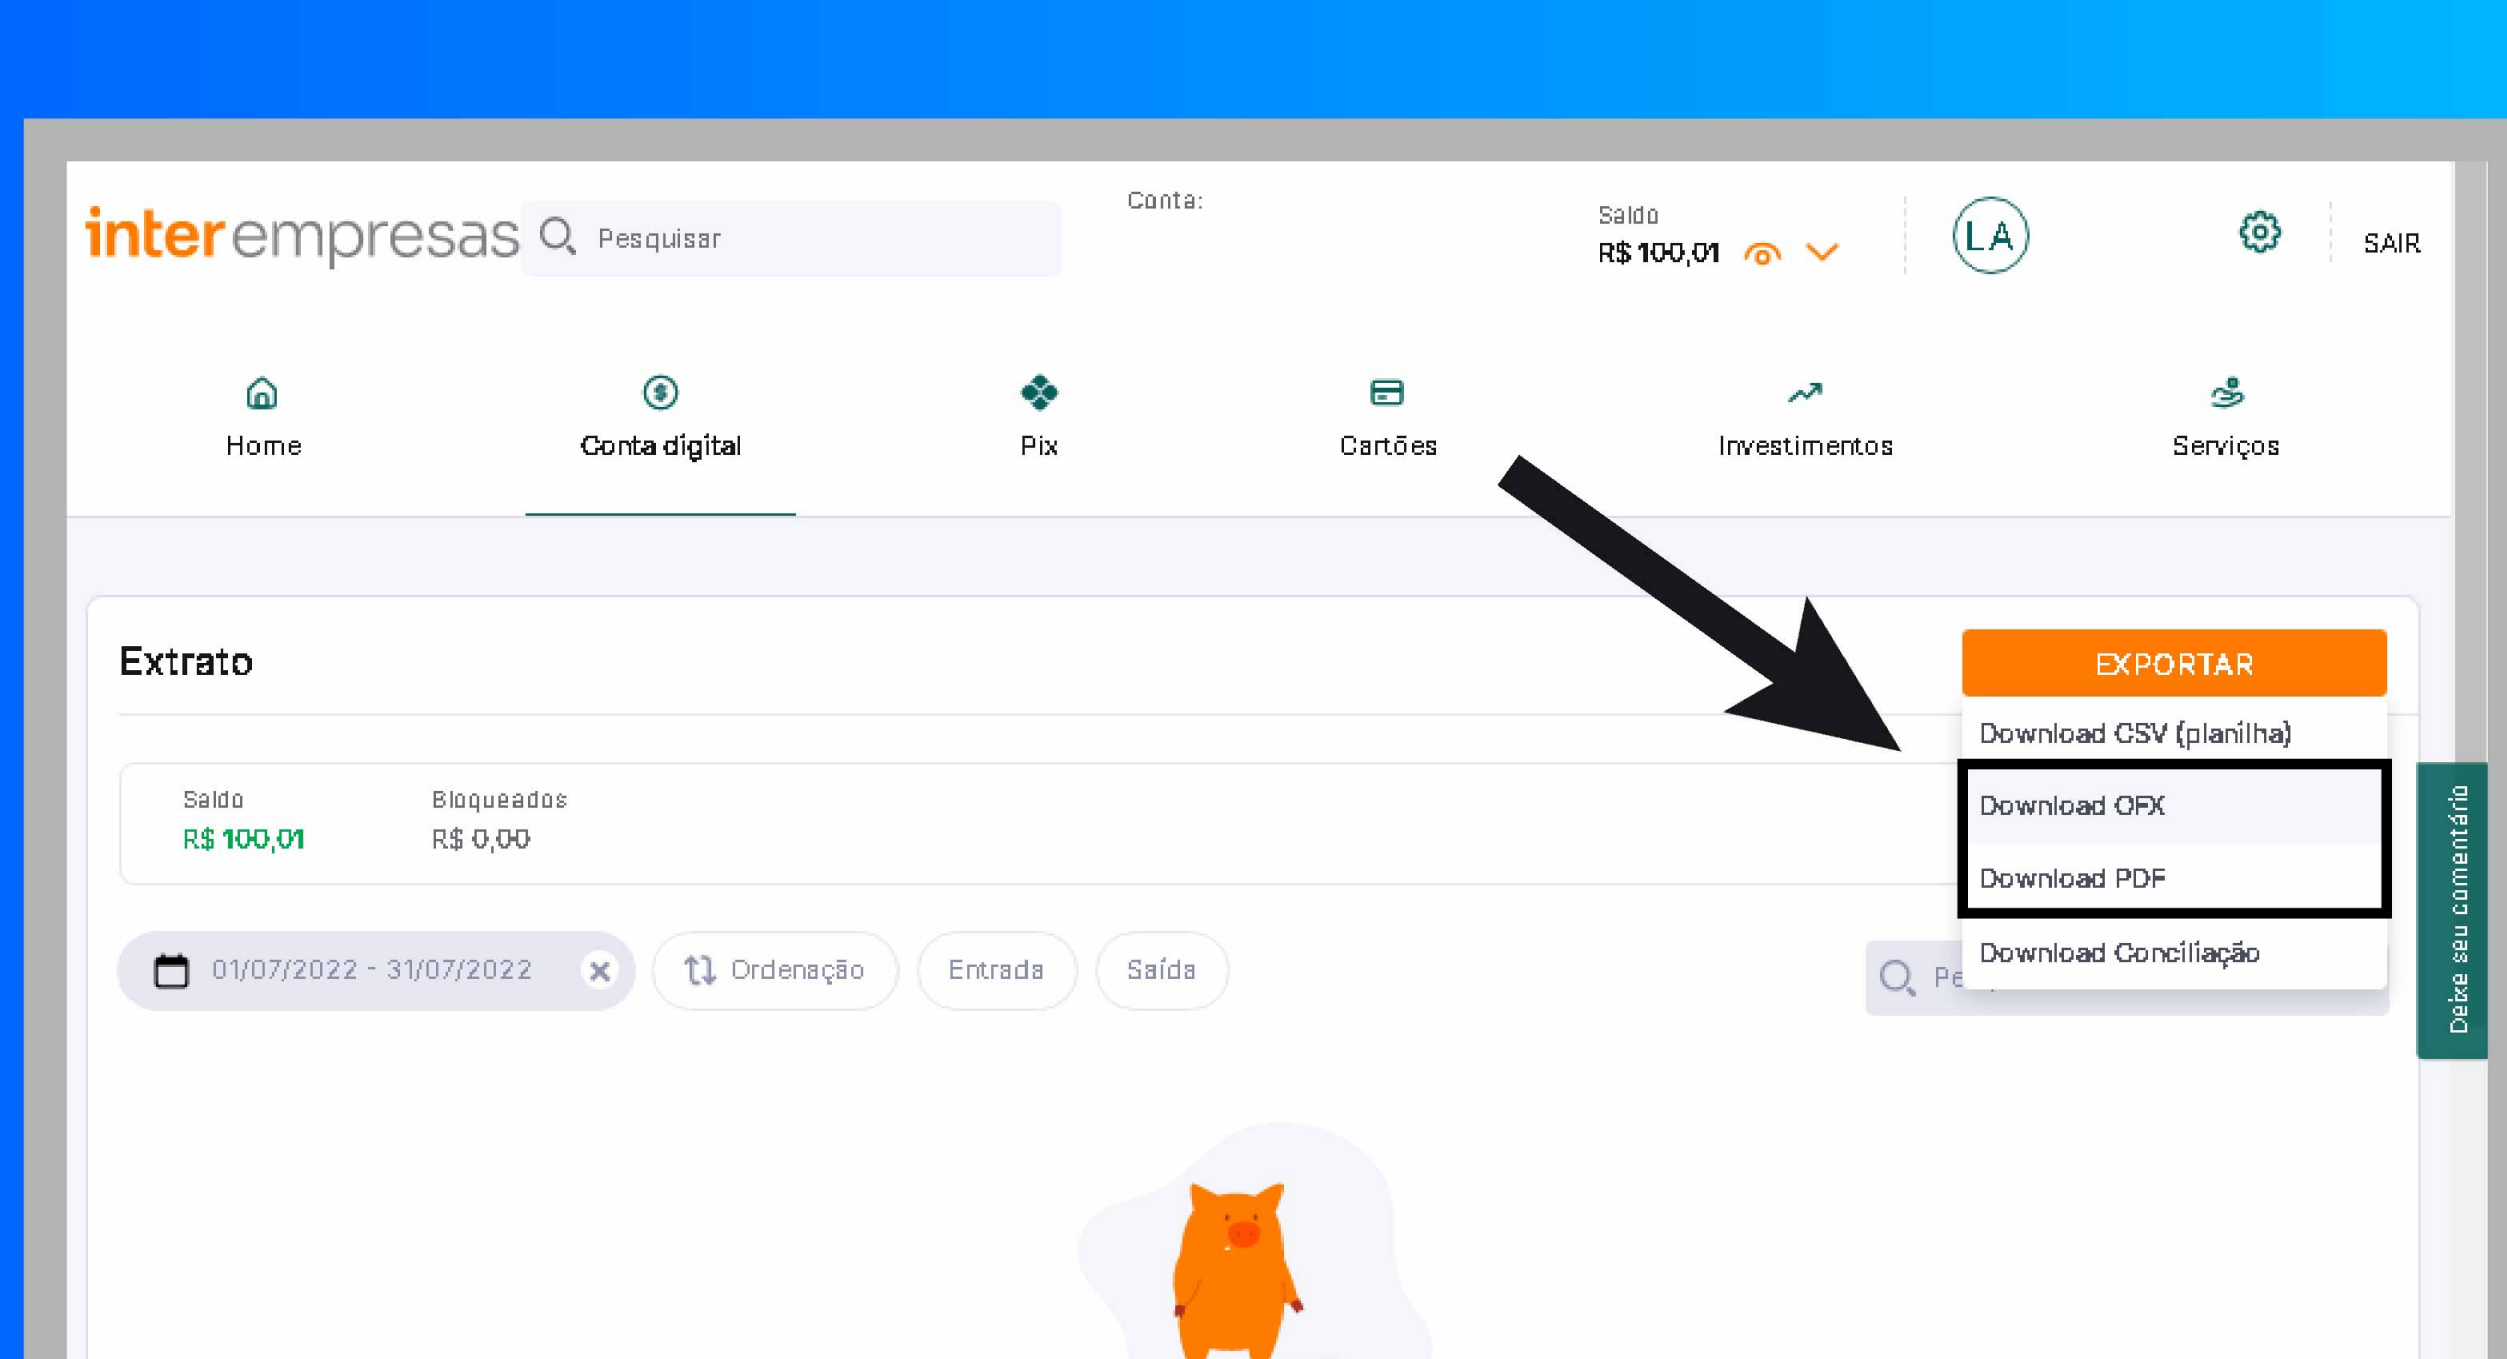 interempresas
Pesquisar
Conta:
Saldo
R$ 100,01
LA
SAIR
Home
Conta digital
Pix
Cartões
Investimentos
Serviços
Extrato
EXPORTAR
Download CSV (planilha)
Download OFX
Download PDF
Download Conciliação
Saldo
R$ 100,01
Bloqueados
R$ 0,00
01/07/2022 - 31/07/2022
Ordenação
Entrada
Saída
Pe
Deixe seu comentário